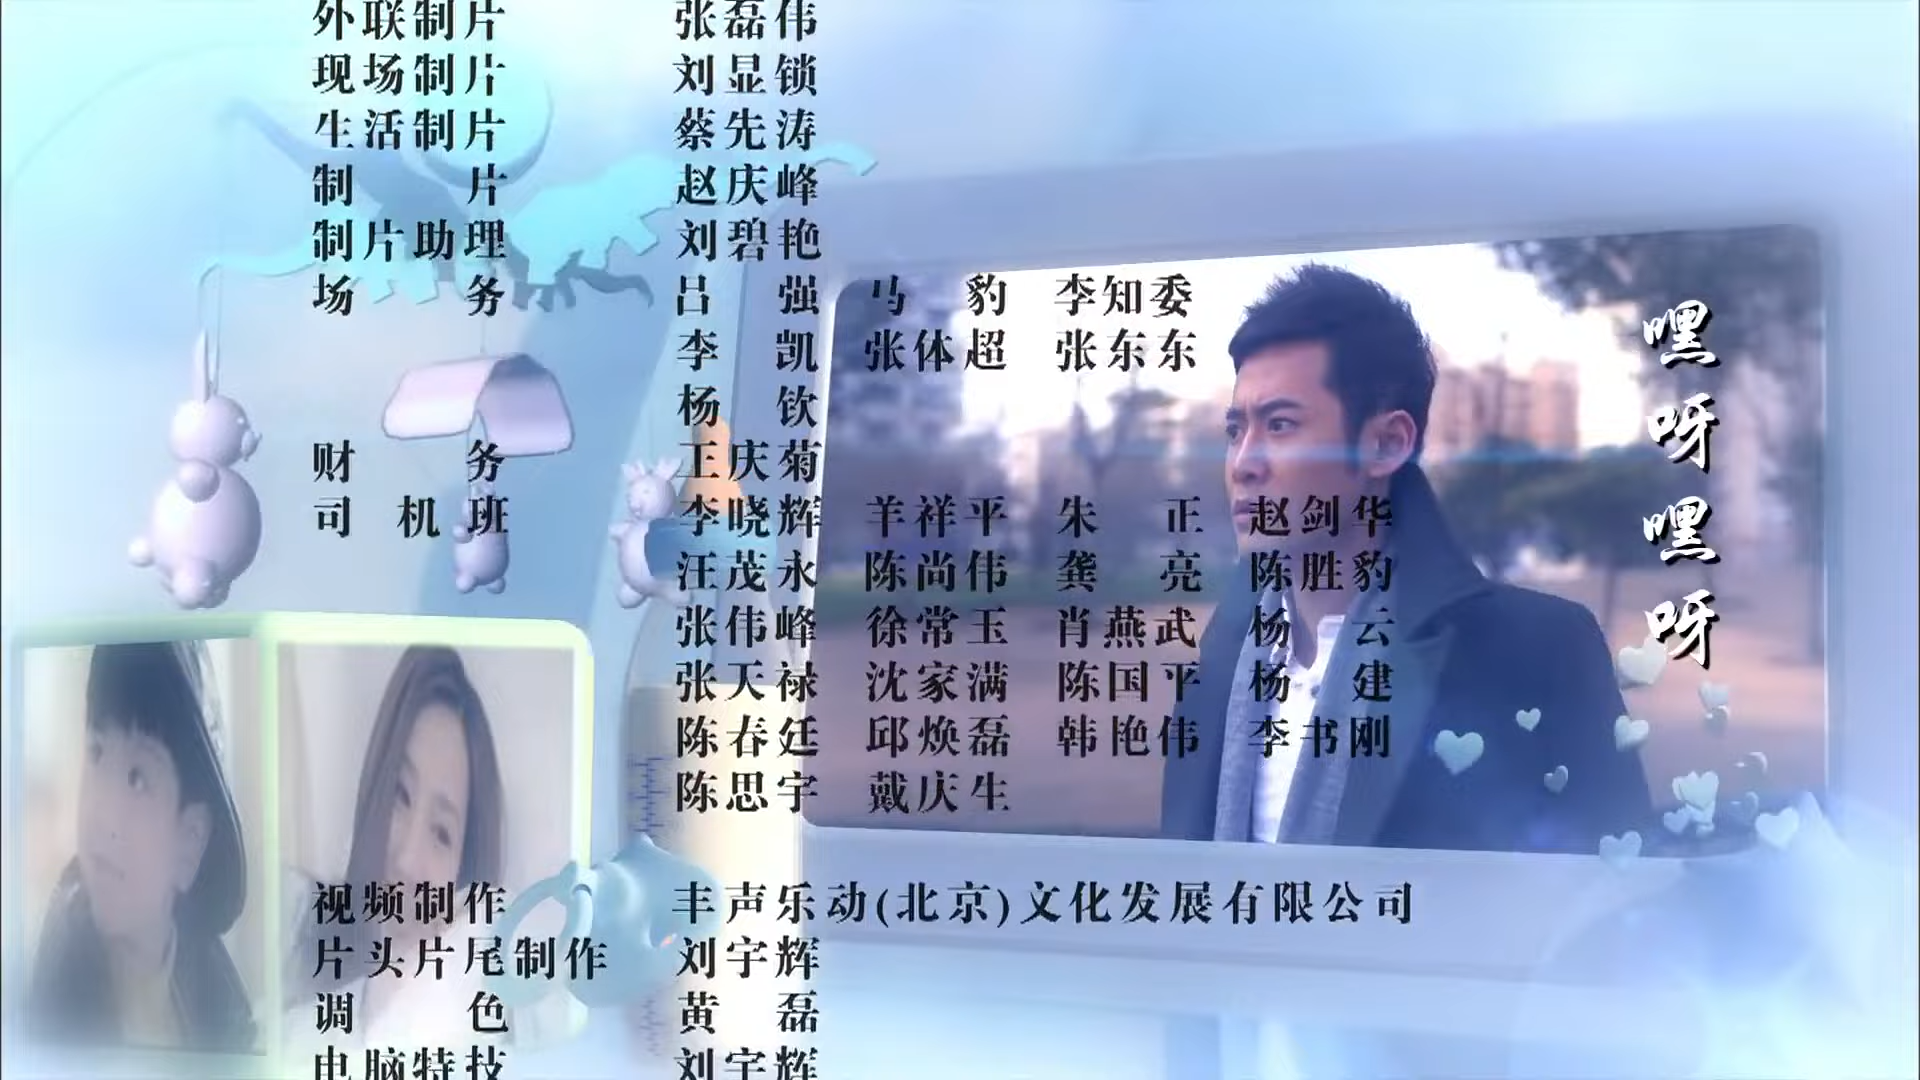 外联制片 张磊伟
现场制片 刘显锁
生活制片 蔡先涛
制片 赵庆峰
制片助理 刘碧艳
场务 吕强 马豹 李知委
李凯 张体超 张东东
杨钦
财务 王庆菊
司机班 李晓辉 羊祥平 朱正 赵剑华
汪茂永 陈尚伟 龚亮 陈胜豹
张伟峰 徐常玉 肖燕武 杨云
张天禄 沈家满 陈国平 杨建
陈春廷 邱焕磊 韩艳伟 李书刚
陈思宇 戴庆生
视频制作 丰声乐动(北京)文化发展有限公司
片头片尾制作 刘宇辉
调色 黄磊
电脑特技 刘宇辉
嘿呀嘿呀